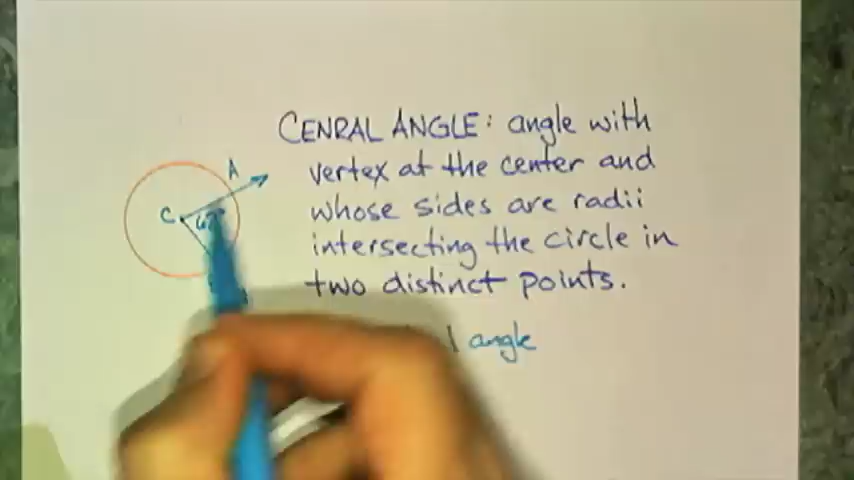 CENRAL ANGLE: angle with
vertex at the center and
A
C
whose sides are radii
intersecting the circle in
two distinct points.
angle